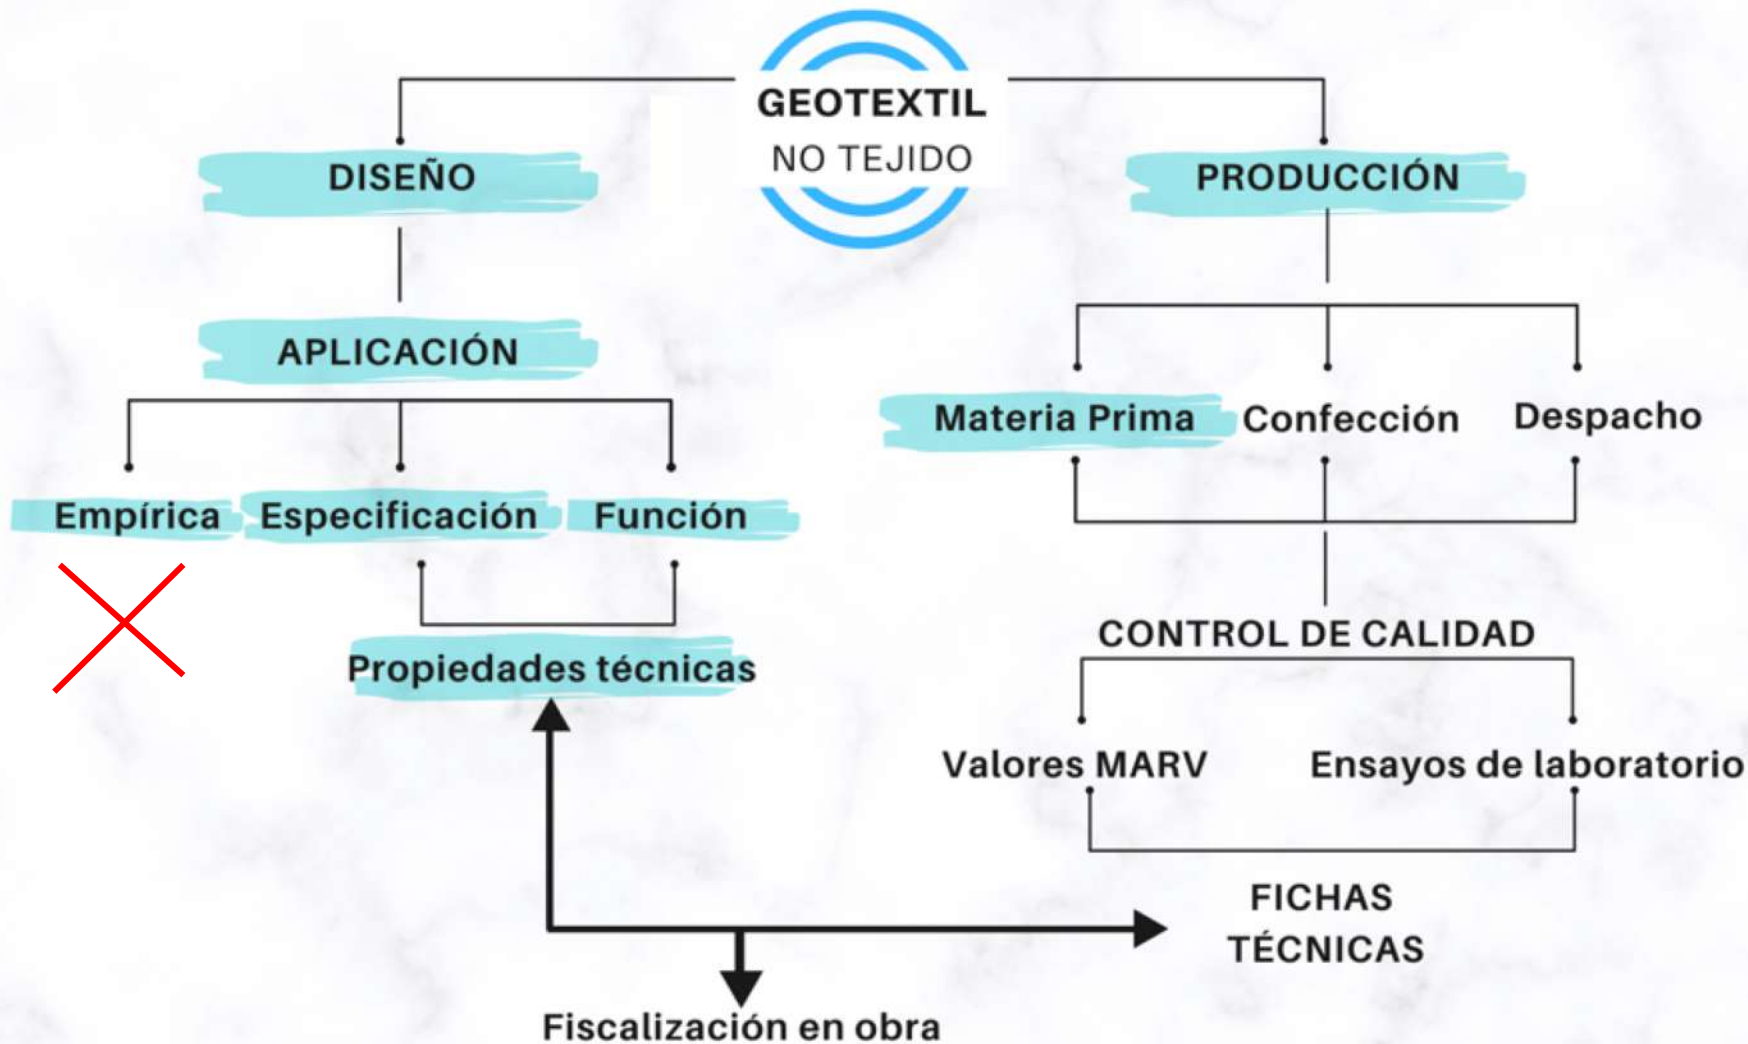 GEOTEXTIL
NO TEJIDO
DISEÑO
PRODUCCIÓN
APLICACIÓN
Materia Prima
Confección
Despacho
Empírica
Especificación
Función
CONTROL DE CALIDAD
Propiedades técnicas
Valores MARV
Ensayos de laboratorio
FICHAS
TÉCNICAS
Fiscalización en obra